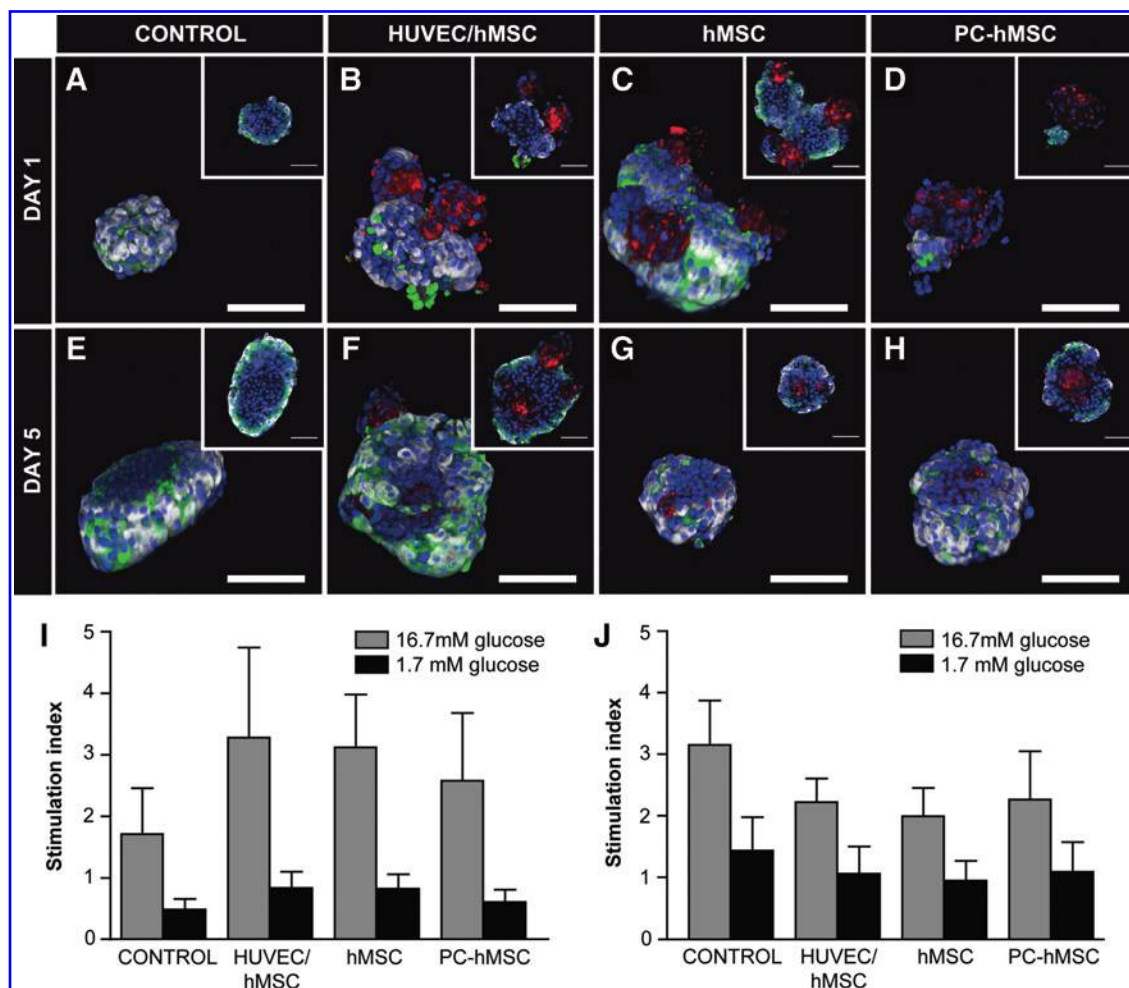 CONTROL HUVEC/hMSC hMSC PC-hMSC
DAY 1
A B C D
DAY 5
E F G H
I
5
4
3
2
1
0
Stimulation index
16.7mM glucose
1.7 mM glucose
CONTROL HUVEC/ hMSC PC-hMSC
hMSC
J
5
4
3
2
1
0
Stimulation index
16.7mM glucose
1.7 mM glucose
CONTROL HUVEC/ hMSC PC-hMSC
hMSC